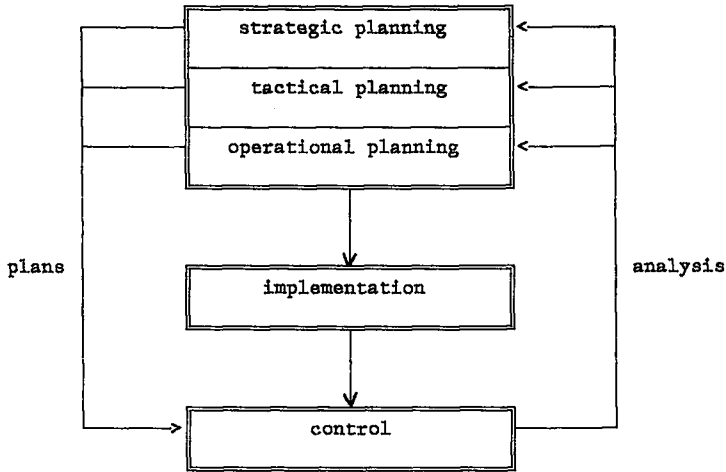 strategic planning
tactical planning
operational planning
plans
analysis
implementation
control